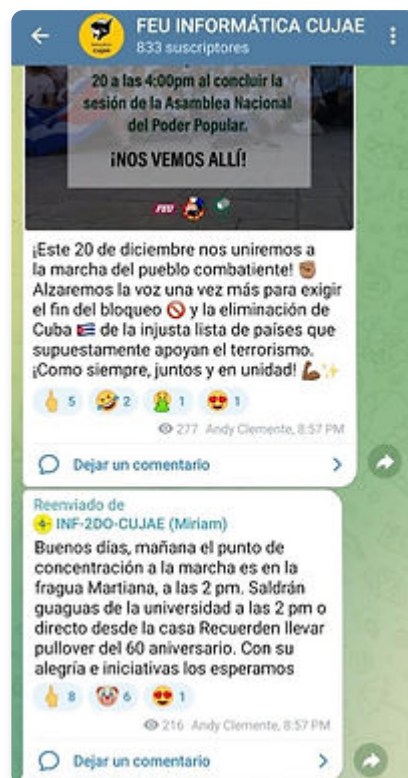 FEU INFORMÁTICA CUJAE
833 suscriptores
20 a las 4:00pm al concluir la
sesión de la Asamblea Nacional
del Poder Popular.
¡NOS VEMOS ALLÍ!
FEU
¡Este 20 de diciembre nos uniremos a
la marcha del pueblo combatiente! ✊🏽
Alzaremos la voz una vez más para exigir
el fin del bloqueo 🚫 y la eliminación de
Cuba 🇨🇺 de la injusta lista de países que
supuestamente apoyan el terrorismo.
¡Como siempre, juntos y en unidad! 💪🏾✨
🖕 5 🤣 2 🤮 1 😍 1
277 Andy Clemente, 8:57 PM
Dejar un comentario
Reenviado de
INF-2DO-CUJAE (Miriam)
Buenos días, mañana el punto de
concentración a la marcha es en la
fragua Martiana, a las 2 pm. Saldrán
guaguas de la universidad a las 2 pm o
directo desde la casa Recuerden llevar
pullover del 60 aniversario. Con su
alegría e iniciativas los esperamos
🖕 8 🤡 6 😍 1
216 Andy Clemente, 8:57 PM
Dejar un comentario